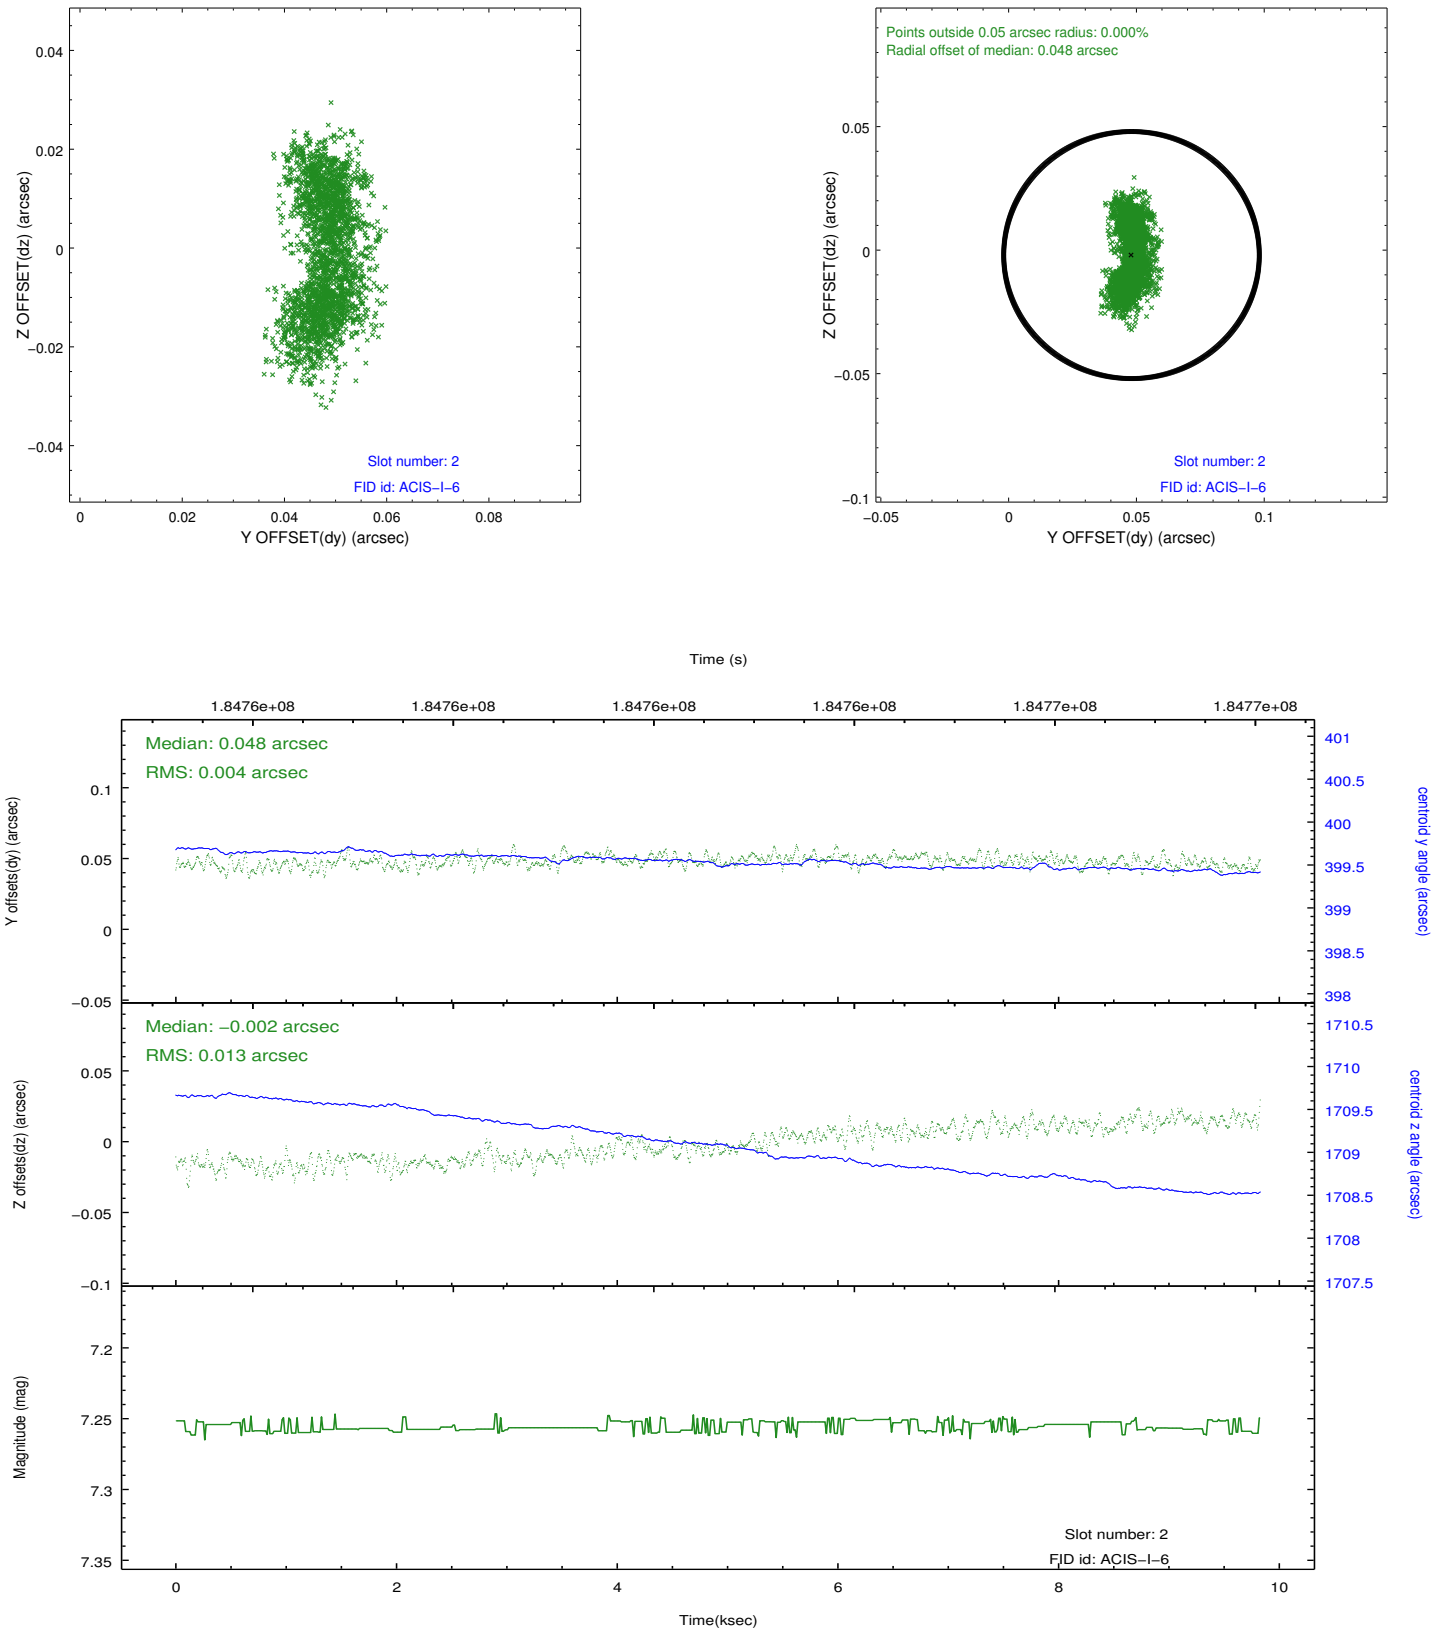 0.04
0.02
0
−0.02
−0.04
Z OFFSET(dz) (arcsec)
Slot number: 2
FID id: ACIS−I−6
0
0.02
0.04
0.06
0.08
Y OFFSET(dy) (arcsec)
Points outside 0.05 arcsec radius: 0.000%
Radial offset of median: 0.048 arcsec
0.05
0
−0.05
−0.1
Z OFFSET(dz) (arcsec)
Slot number: 2
FID id: ACIS−I−6
−0.05
0
0.05
0.1
Y OFFSET(dy) (arcsec)
Time (s)
1.8476e+08
1.8476e+08
1.8476e+08
1.8476e+08
1.8477e+08
1.8477e+08
Median: 0.048 arcsec
RMS: 0.004 arcsec
0.1
0.05
0
−0.05
Y offsets(dy) (arcsec)
401
400.5
400
399.5
399
398.5
398
centroid y angle (arcsec)
Median: −0.002 arcsec
RMS: 0.013 arcsec
0.05
0
−0.05
−0.1
Z offsets(dz) (arcsec)
1710.5
1710
1709.5
1709
1708.5
1708
1707.5
centroid z angle (arcsec)
7.2
7.25
7.3
7.35
Magnitude (mag)
Slot number: 2
FID id: ACIS−I−6
0
2
4
6
8
10
Time(ksec)